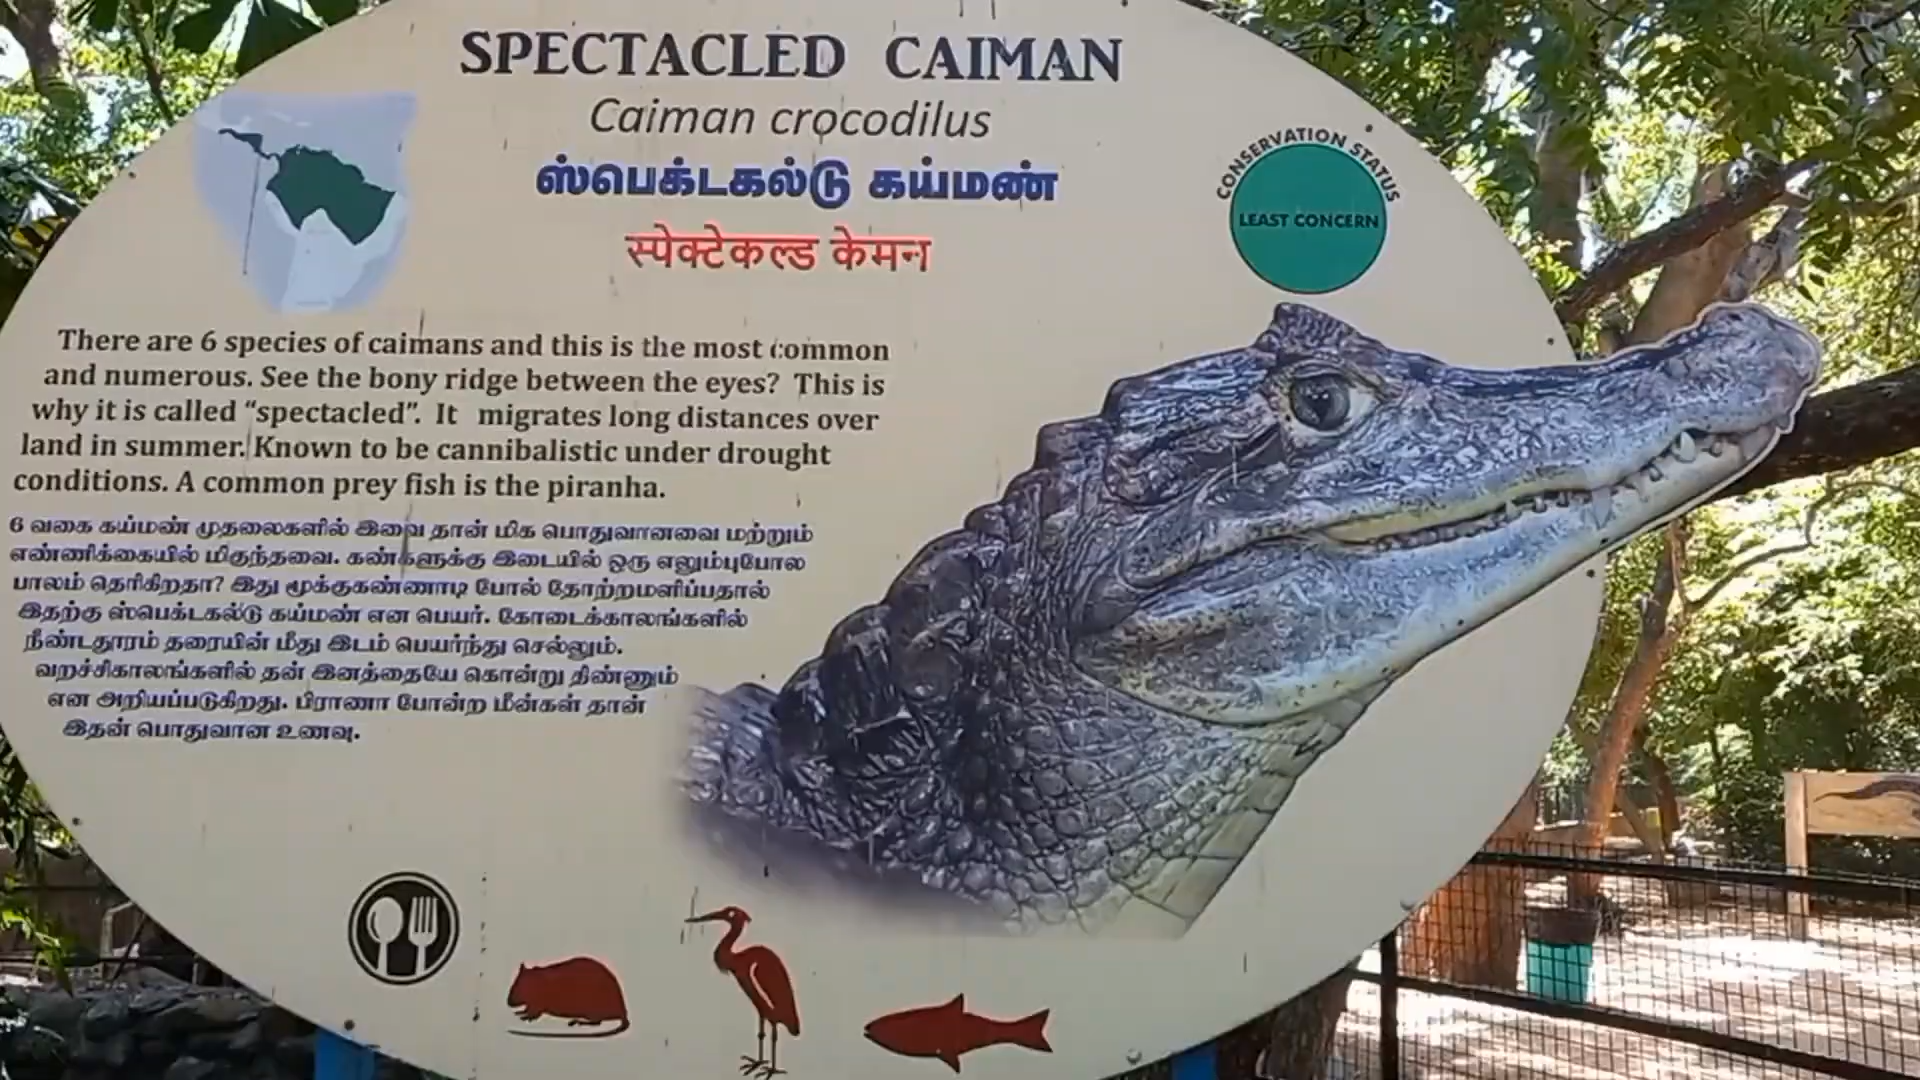 SPECTACLED CAIMAN
Caiman crocodilus
ஸ்பெக்டகல்டு கய்மண்
स्पेक्टेकल्ड केमन
CONSERVATION STATUS
LEAST CONCERN
There are 6 species of caimans and this is the most common
and numerous. See the bony ridge between the eyes? This is
why it is called “spectacled”. It migrates long distances over
land in summer. Known to be cannibalistic under drought
conditions. A common prey fish is the piranha.
6 வகை கய்மண் முதலைகளில் இவை தான் மிக பொதுவானவை மற்றும்
எண்ணிக்கையில் மிகுந்தவை. கண்களுக்கு இடையில் ஒரு எலும்புபோல
பாலம் தெரிகிறதா? இது மூக்குகண்ணாடி போல் தோற்றமளிப்பதால்
இதற்கு ஸ்பெக்டகல்டு கய்மண் என பெயர். கோடைக்காலங்களில்
நீண்டதூரம் தரையின் மீது இடம் பெயர்ந்து செல்லும்.
வறச்சிகாலங்களில் தன் இனத்தையே கொன்று திண்ணும்
என அறியப்படுகிறது. பிராணா போன்ற மீன்கள் தான்
இதன் பொதுவான உணவு.